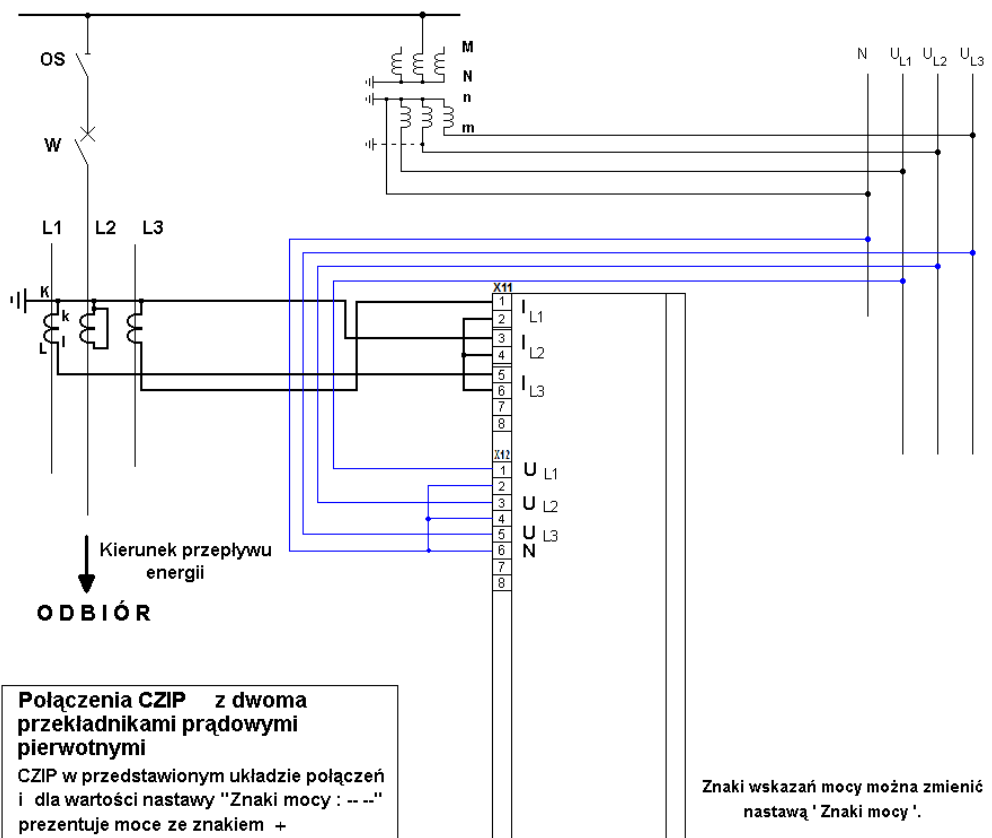 OS
W
M
N
n
m
N
U L1
U L2
U L3
L1 L2 L3
K
k
L
l
X11
1
2
3
4
5
6
7
8
I L1
I L2
I L3
X12
1
2
3
4
5
6
7
8
U L1
U L2
U L3
N
Kierunek przepływu
energii
ODBIÓR
Połączenia CZIP z dwoma
przekładnikami prądowymi
pierwotnymi
CZIP w przedstawionym układzie połączeń
i dla wartości nastawy "Znaki mocy : -- --"
prezentuje moce ze znakiem +
Znaki wskazań mocy można zmienić
nastawą ' Znaki mocy '.